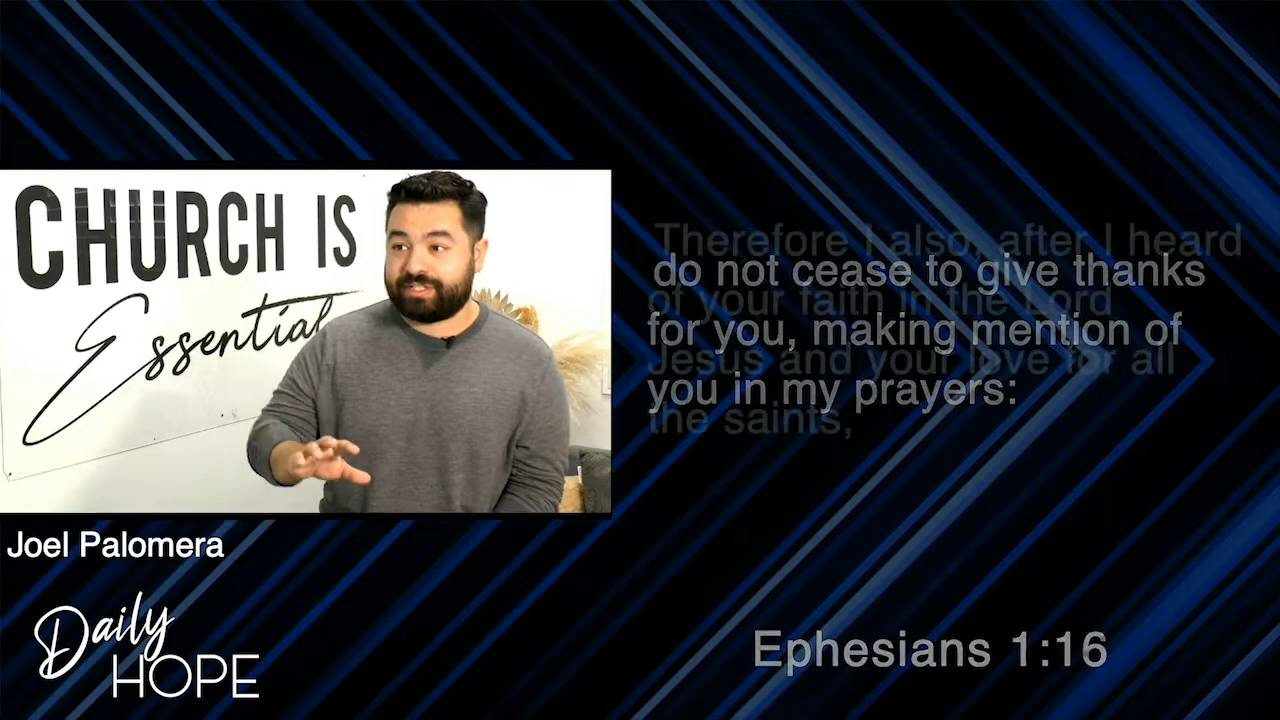 CHURCH IS
Essential
Joel Palomera
Daily
HOPE
Therefore I also, after I heard
of your faith in the Lord
Jesus and your love for all
the saints,
do not cease to give thanks
for you, making mention of
you in my prayers:
Ephesians 1:16